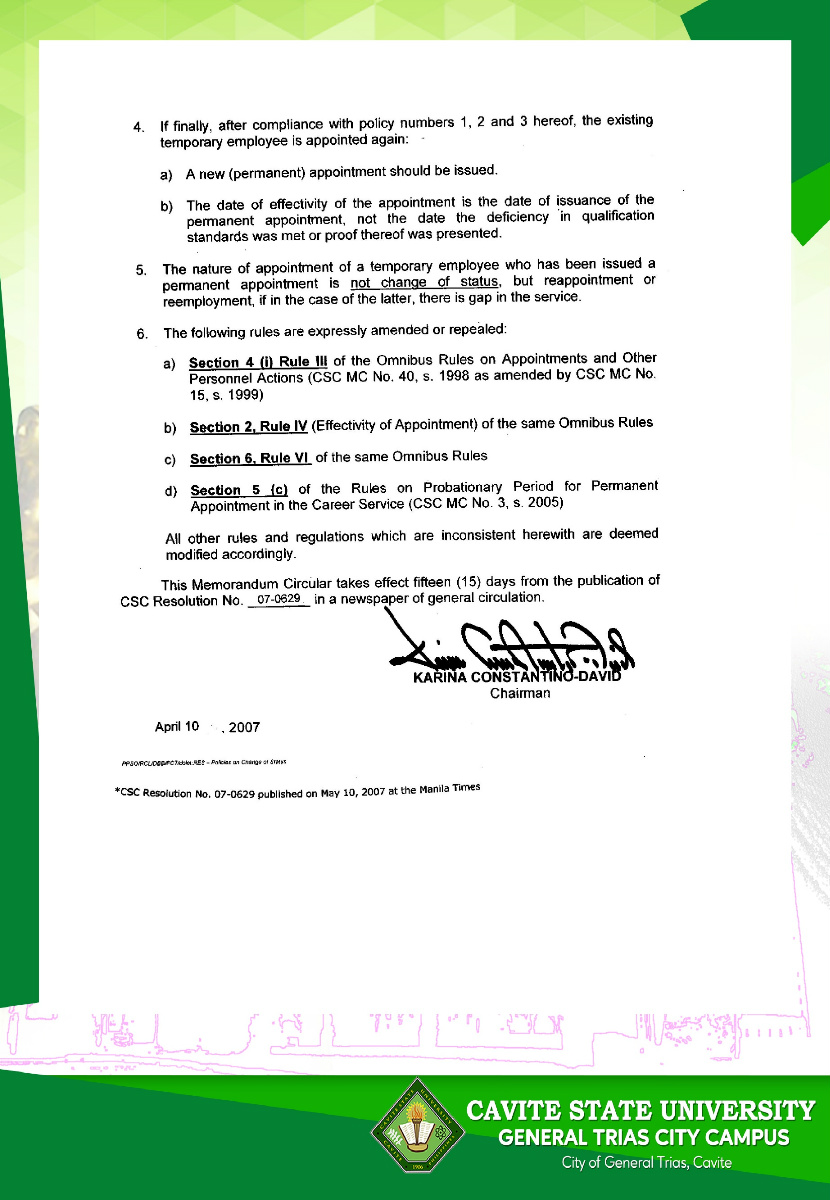 4. If finally, after compliance with policy numbers 1, 2 and 3 hereof, the existing
temporary employee is appointed again:
a) A new (permanent) appointment should be issued.
b) The date of effectivity of the appointment is the date of issuance of the
permanent appointment, not the date the deficiency in qualification
standards was met or proof thereof was presented.
5. The nature of appointment of a temporary employee who has been issued a
permanent appointment is not change of status, but reappointment or
reemployment, if in the case of the latter, there is gap in the service.
6. The following rules are expressly amended or repealed:
a) Section 4 (i) Rule III of the Omnibus Rules on Appointments and Other
Personnel Actions (CSC MC No. 40, s. 1998 as amended by CSC MC No.
15, s. 1999)
b) Section 2, Rule IV (Effectivity of Appointment) of the same Omnibus Rules
c) Section 6, Rule VI of the same Omnibus Rules
d) Section 5 (c) of the Rules on Probationary Period for Permanent
Appointment in the Career Service (CSC MC No. 3, s. 2005)
All other rules and regulations which are inconsistent herewith are deemed
modified accordingly.
This Memorandum Circular takes effect fifteen (15) days from the publication of
CSC Resolution No. 07-0629 in a newspaper of general circulation.
KARINA CONSTANTINO-DAVID
Chairman
April 10 , 2007
– Policies on Change of Status
*CSC Resolution No. 07-0629 published on May 10, 2007 at the Manila Times
CAVITE STATE UNIVERSITY
GENERAL TRIAS CITY CAMPUS
City of General Trias, Cavite
1906